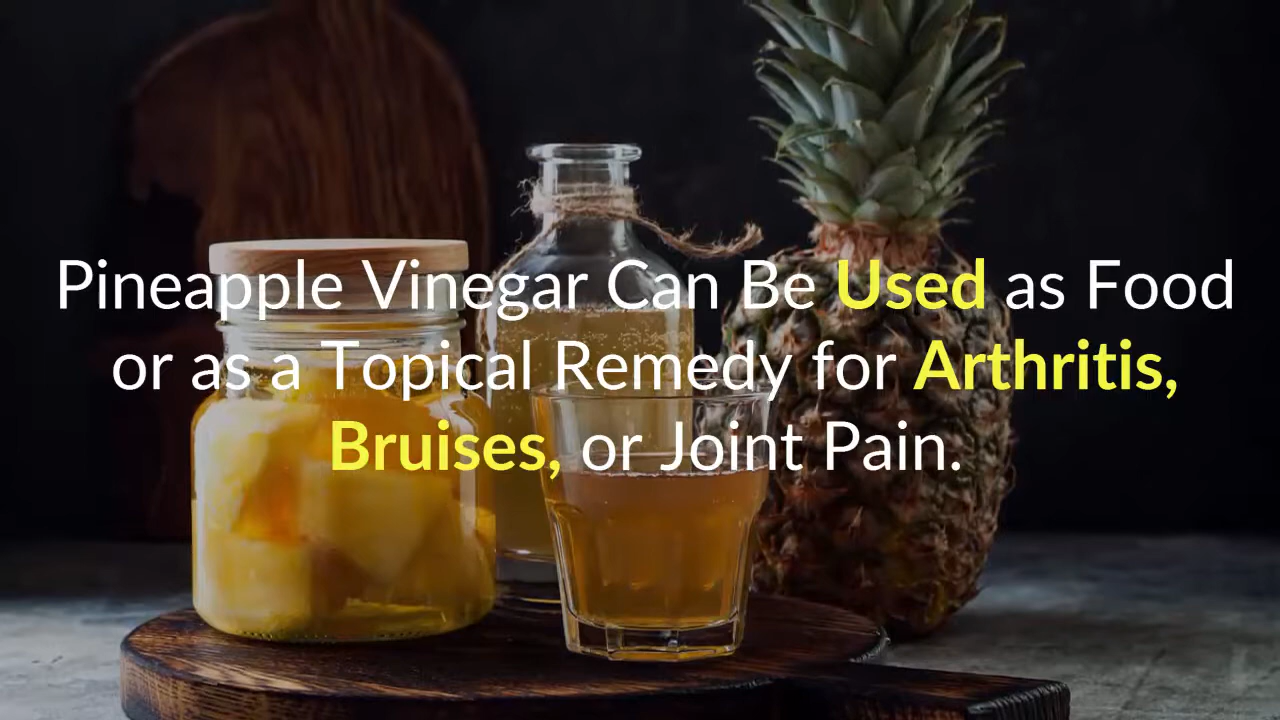 Pineapple Vinegar Can Be Used as Food
or as a Topical Remedy for Arthritis,
Bruises, or Joint Pain.